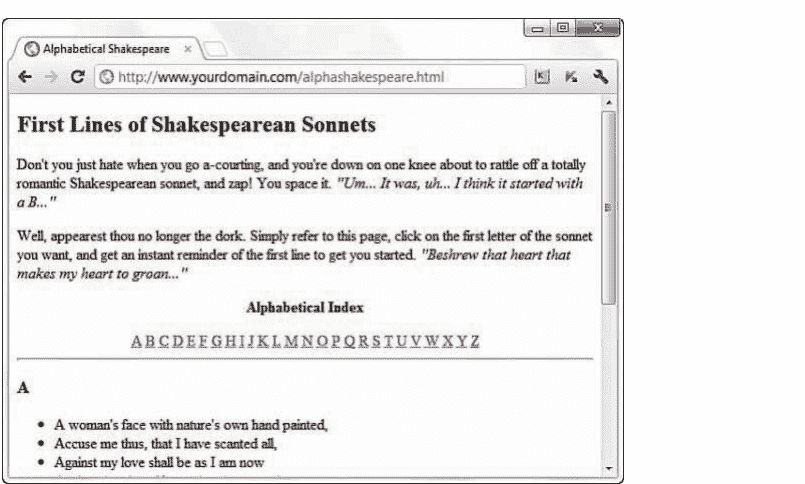 Alphabetical Shakespeare
http://www.yourdomain.com/alphashakespeare.html
First Lines of Shakespearean Sonnets
Don't you just hate when you go a-courting, and you're down on one knee about to rattle off a totally
romantic Shakespearean sonnet, and zap! You space it. "Um... It was, uh... I think it started with
a B..."
Well, appearest thou no longer the dork. Simply refer to this page, click on the first letter of the sonnet
you want, and get an instant reminder of the first line to get you started. "Beshrew that heart that
makes my heart to groan..."
Alphabetical Index
A B C D E F G H I J K L M N O P Q R S T U V W X Y Z
A
• A woman's face with nature's own hand painted,
• Accuse me thus, that I have scanted all,
• Against my love shall be as I am now